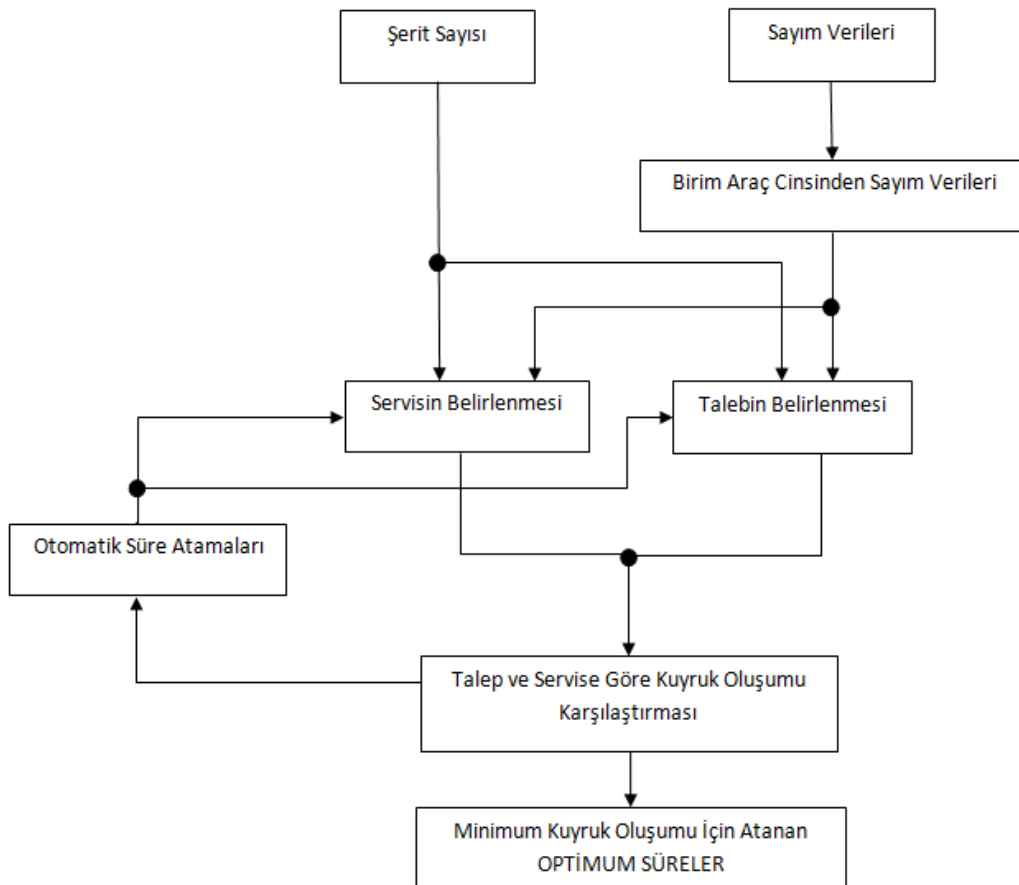 Şerit Sayısı
Sayım Verileri
Birim Araç Cinsinden Sayım Verileri
Servisin Belirlenmesi
Talebin Belirlenmesi
Otomatik Süre Atamaları
Talep ve Servise Göre Kuyruk Oluşumu
Karşılaştırması
Minimum Kuyruk Oluşumu İçin Atanan
OPTİMUM SÜRELER